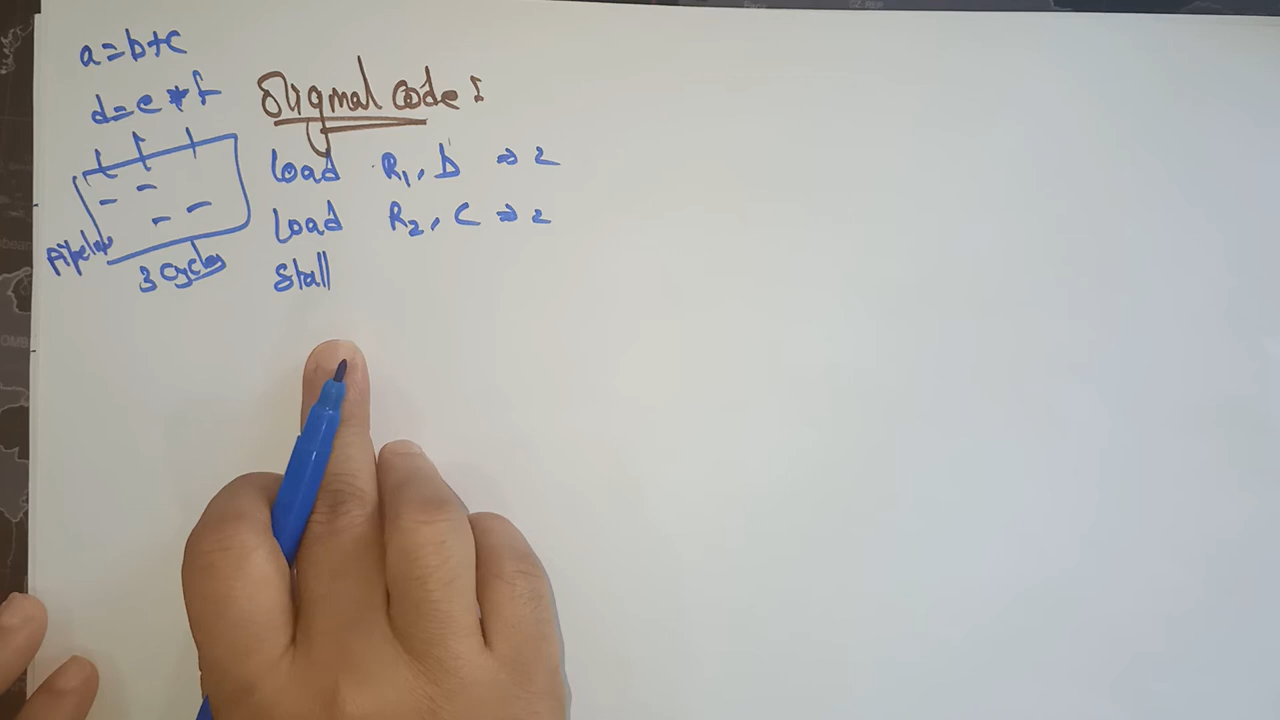 a=b+c
d=e*f
Original code:
Load R1, b ⇒ 2
Load R2, C ⇒ 2
Stall
Pipeline
3 Cycles